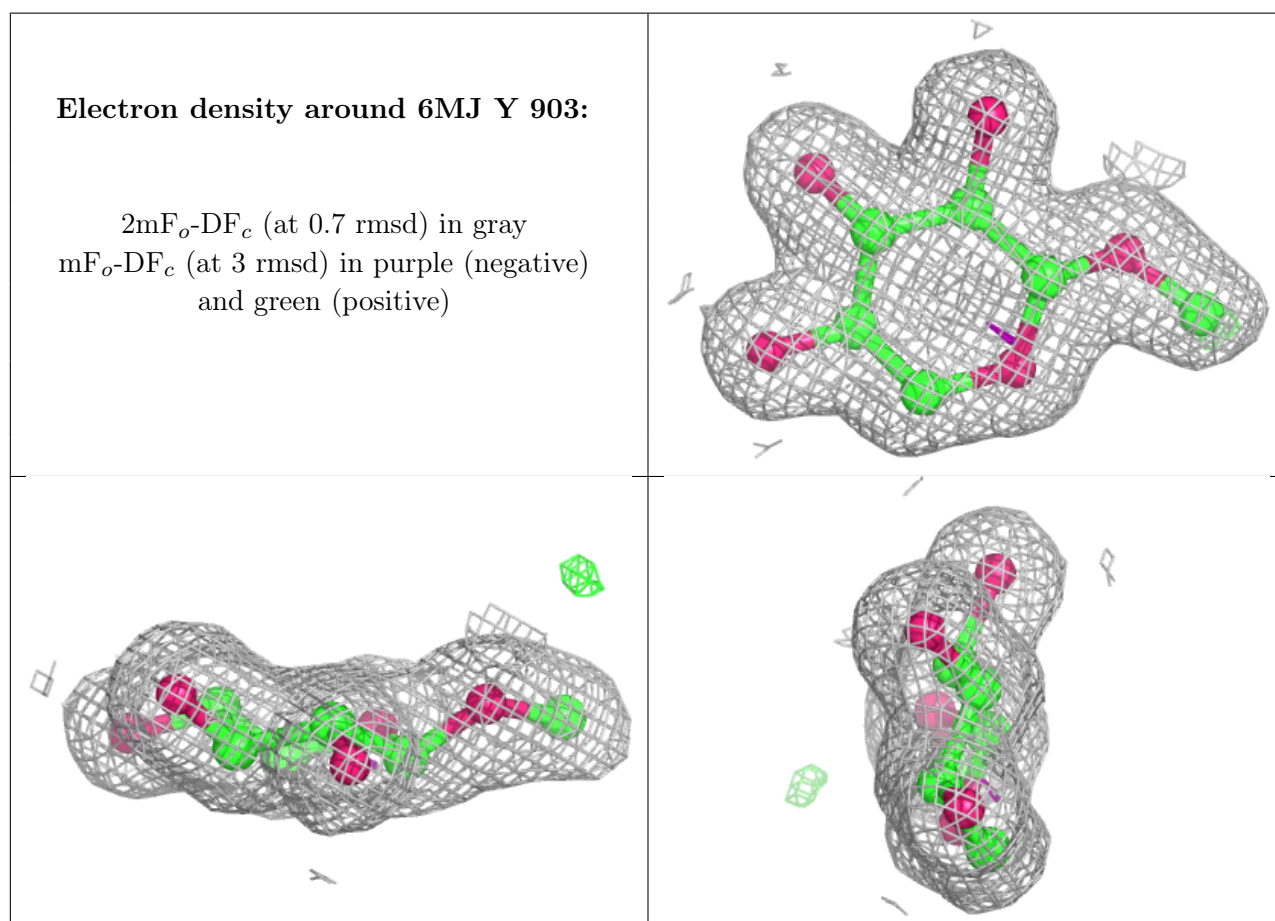 Electron density around 6MJ Y 903:
2mFo-DFc (at 0.7 rmsd) in gray
mFo-DFc (at 3 rmsd) in purple (negative)
and green (positive)